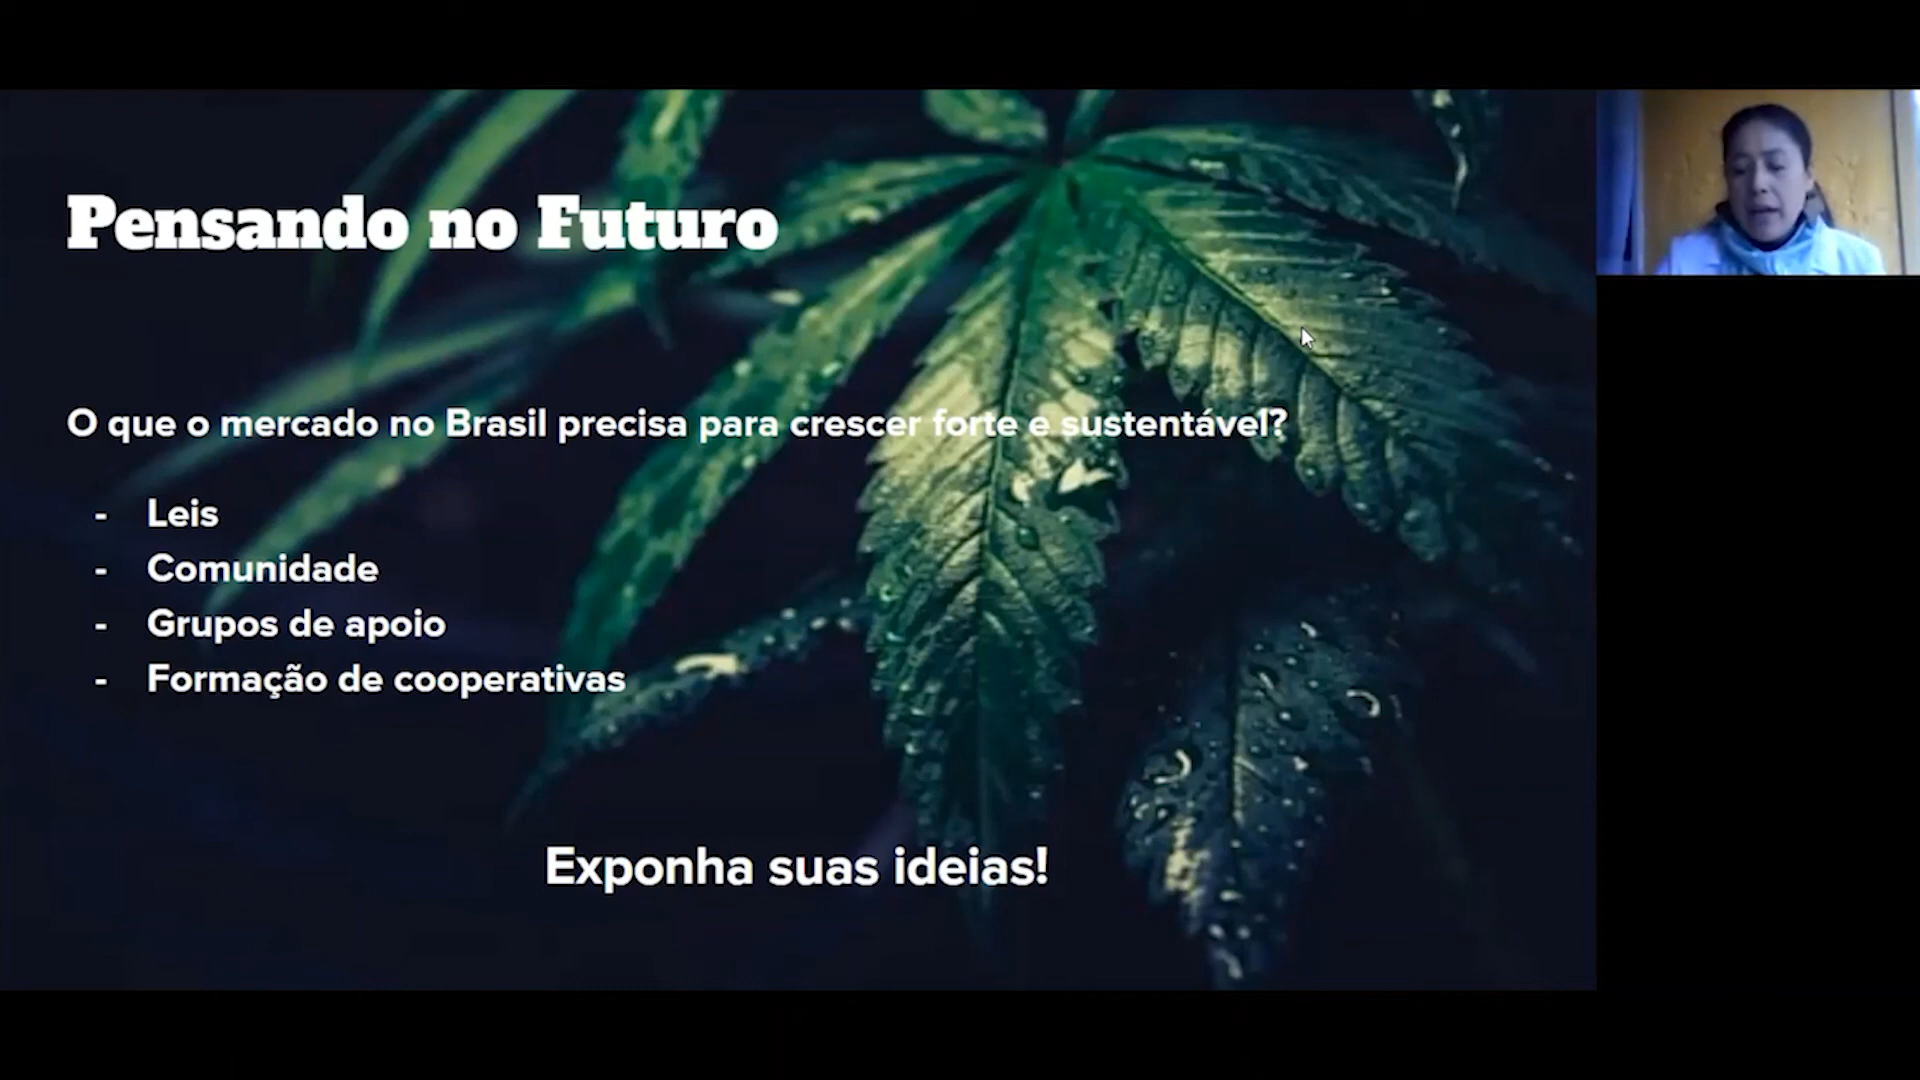 Pensando no Futuro
O que o mercado no Brasil precisa para crescer forte e sustentável?
- Leis
- Comunidade
- Grupos de apoio
- Formação de cooperativas
Exponha suas ideias!